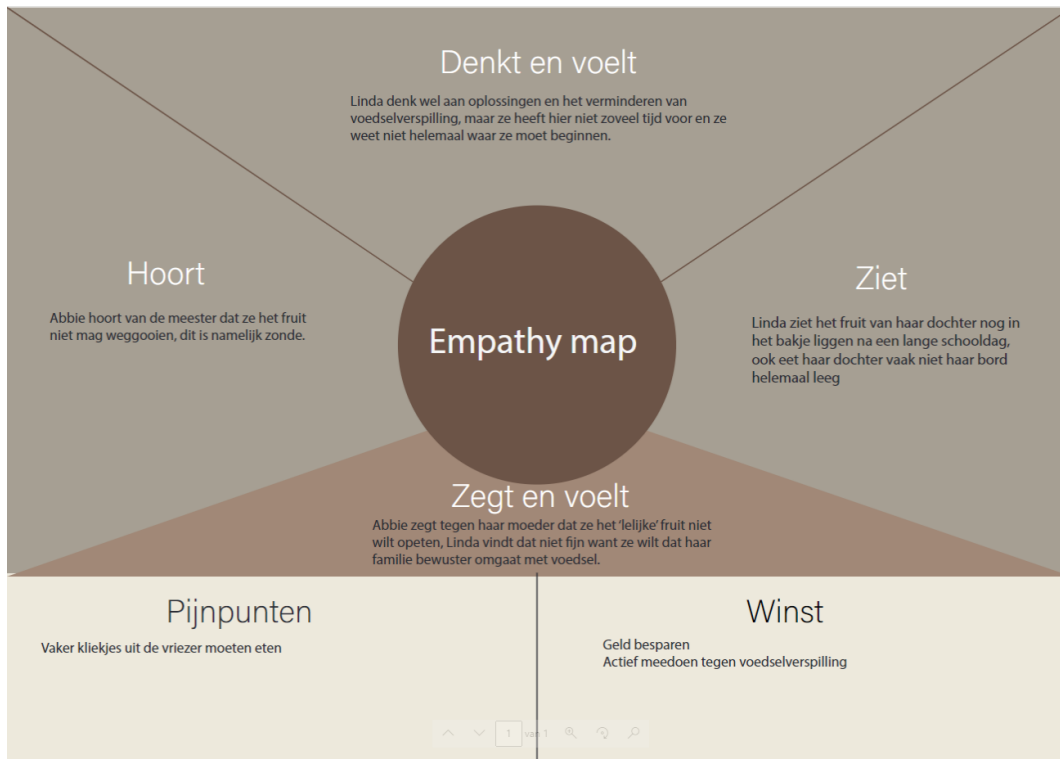 Denkt en voelt
Linda denk wel aan oplossingen en het verminderen van
voedselverspilling, maar ze heeft hier niet zoveel tijd voor en ze
weet niet helemaal waar ze moet beginnen.
Hoort
Abbie hoort van de meester dat ze het fruit
niet mag weggooien, dit is namelijk zonde.
Empathy map
Ziet
Linda ziet het fruit van haar dochter nog in
het bakje liggen na een lange schooldag,
ook eet haar dochter vaak niet haar bord
helemaal leeg
Zegt en voelt
Abbie zegt tegen haar moeder dat ze het 'lelijke' fruit niet
wilt opeten, Linda vindt dat niet fijn want ze wilt dat haar
familie bewuster omgaat met voedsel.
Pijnpunten
Vaker kliekjes uit de vriezer moeten eten
Winst
Geld besparen
Actief meedoen tegen voedselverspilling
1 van 1